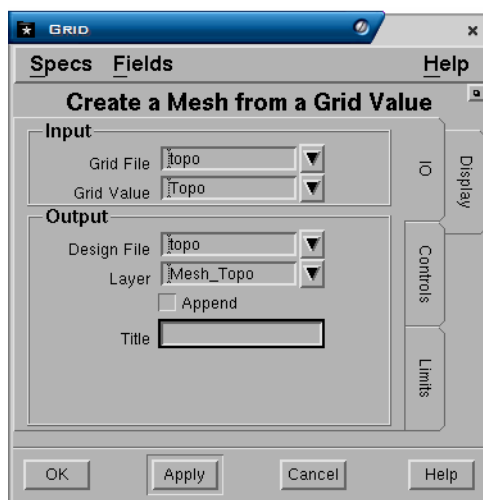 GRID
Specs Fields Help
Create a Mesh from a Grid Value
Input
Grid File topo
Grid Value Topo
Output
Design File topo
Layer Mesh_Topo
Append
Title
IO
Display
Controls
Limits
OK Apply Cancel Help